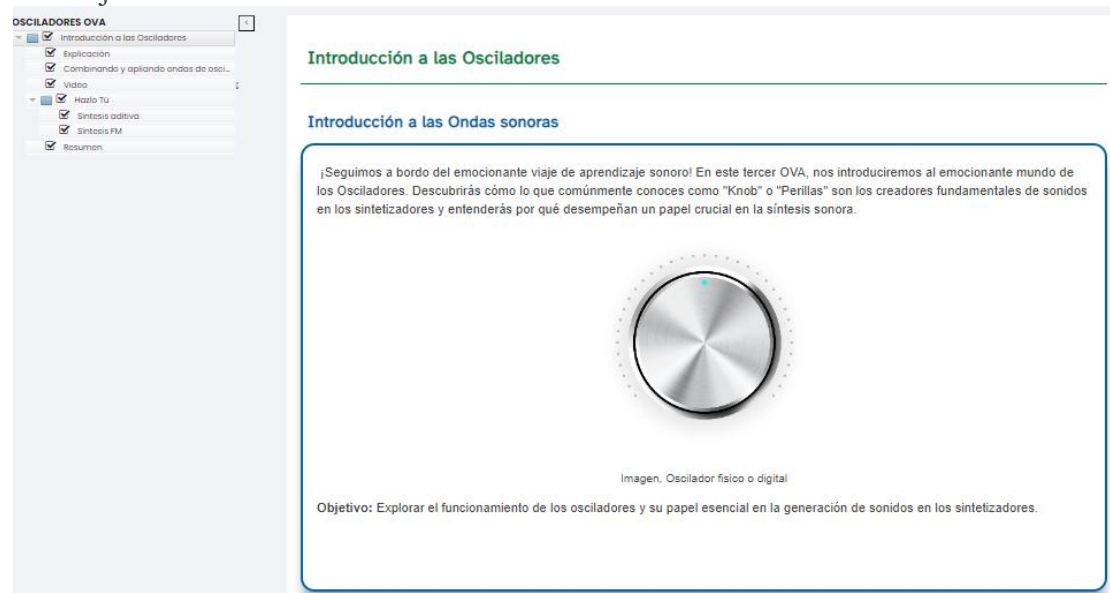 OSCILADORES OVA
Introducción a las Osciladores
Explicación
Combinando y apliando ondas de osci...
Video
Hazlo Tú
Síntesis aditiva
Síntesis FM
Resumen
Introducción a las Osciladores
Introducción a las Ondas sonoras
¡Seguimos a bordo del emocionante viaje de aprendizaje sonoro! En este tercer OVA, nos introduciremos al emocionante mundo de
los Osciladores. Descubrirás cómo lo que comúnmente conoces como "Knob" o "Perillas" son los creadores fundamentales de sonidos
en los sintetizadores y entenderás por qué desempeñan un papel crucial en la síntesis sonora.
Imagen, Oscilador físico o digital
Objetivo: Explorar el funcionamiento de los osciladores y su papel esencial en la generación de sonidos en los sintetizadores.